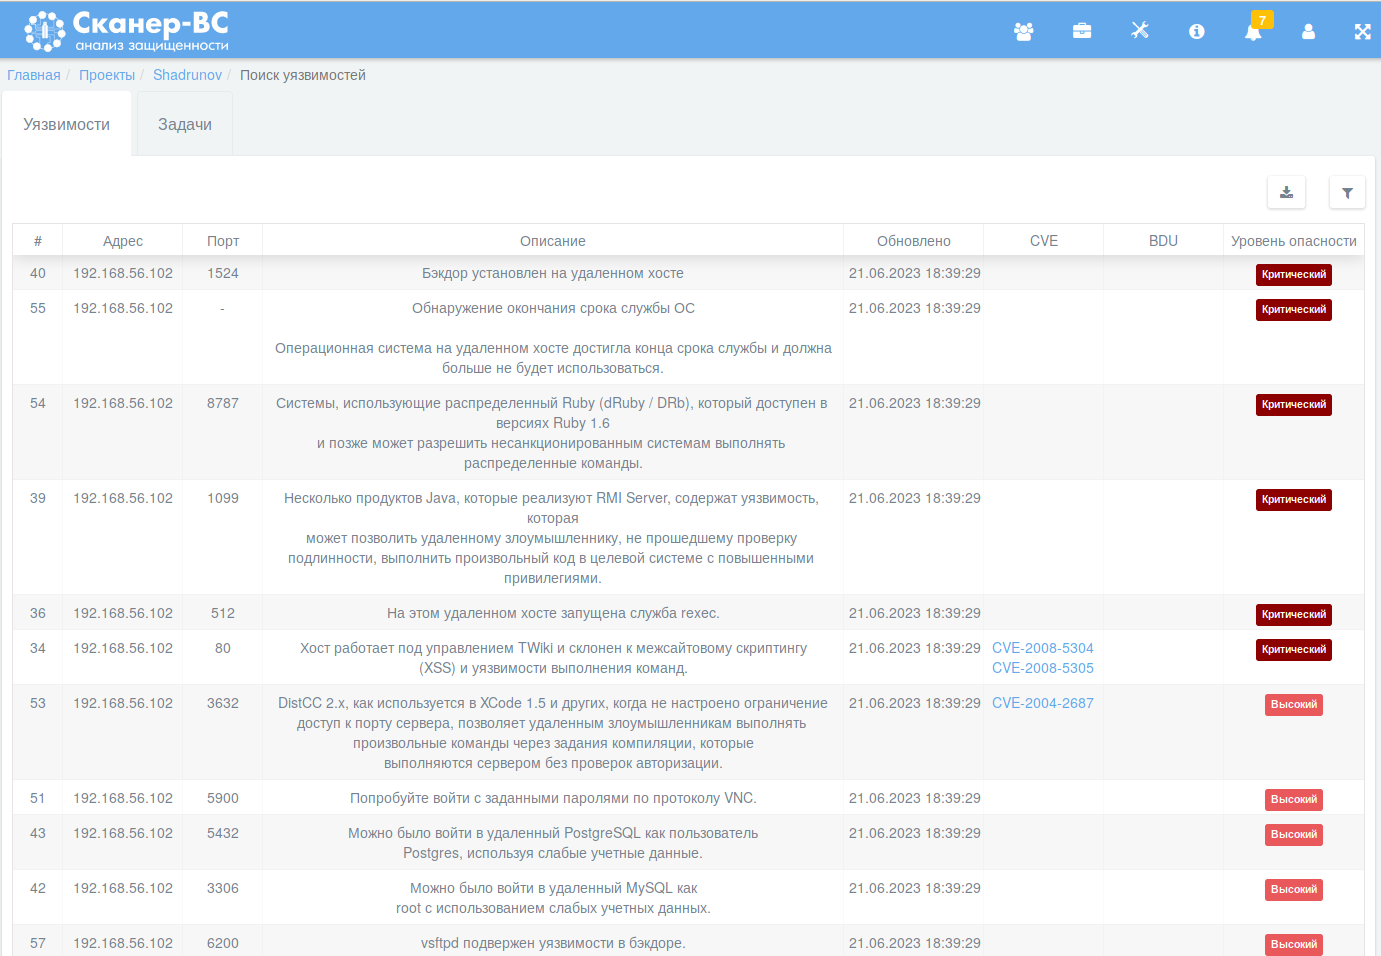 Сканер-ВС
анализ защищенности
7
Главная / Проекты / Shadrunov / Поиск уязвимостей
Уязвимости Задачи
# Адрес Порт Описание Обновлено CVE BDU Уровень опасности
40 192.168.56.102 1524 Бэкдор установлен на удаленном хосте 21.06.2023 18:39:29 Критический
55 192.168.56.102 - Обнаружение окончания срока службы ОС 21.06.2023 18:39:29 Критический
Операционная система на удаленном хосте достигла конца срока службы и должна
больше не будет использоваться.
54 192.168.56.102 8787 Системы, использующие распределенный Ruby (dRuby / DRb), который доступен в 21.06.2023 18:39:29 Критический
версиях Ruby 1.6
и позже может разрешить несанкционированным системам выполнять
распределенные команды.
39 192.168.56.102 1099 Несколько продуктов Java, которые реализуют RMI Server, содержат уязвимость, 21.06.2023 18:39:29 Критический
которая
может позволить удаленному злоумышленнику, не прошедшему проверку
подлинности, выполнить произвольный код в целевой системе с повышенными
привилегиями.
36 192.168.56.102 512 На этом удаленном хосте запущена служба rexec. 21.06.2023 18:39:29 Критический
34 192.168.56.102 80 Хост работает под управлением TWiki и склонен к межсайтовому скриптингу 21.06.2023 18:39:29 CVE-2008-5304 Критический
(XSS) и уязвимости выполнения команд. CVE-2008-5305
53 192.168.56.102 3632 DistCC 2.x, как используется в XCode 1.5 и других, когда не настроено ограничение 21.06.2023 18:39:29 CVE-2004-2687 Высокий
доступ к порту сервера, позволяет удаленным злоумышленникам выполнять
произвольные команды через задания компиляции, которые
выполняются сервером без проверок авторизации.
51 192.168.56.102 5900 Попробуйте войти с заданными паролями по протоколу VNC. 21.06.2023 18:39:29 Высокий
43 192.168.56.102 5432 Можно было войти в удаленный PostgreSQL как пользователь 21.06.2023 18:39:29 Высокий
Postgres, используя слабые учетные данные.
42 192.168.56.102 3306 Можно было войти в удаленный MySQL как 21.06.2023 18:39:29 Высокий
root с использованием слабых учетных данных.
57 192.168.56.102 6200 vsftpd подвержен уязвимости в бэкдоре. 21.06.2023 18:39:29 Высокий